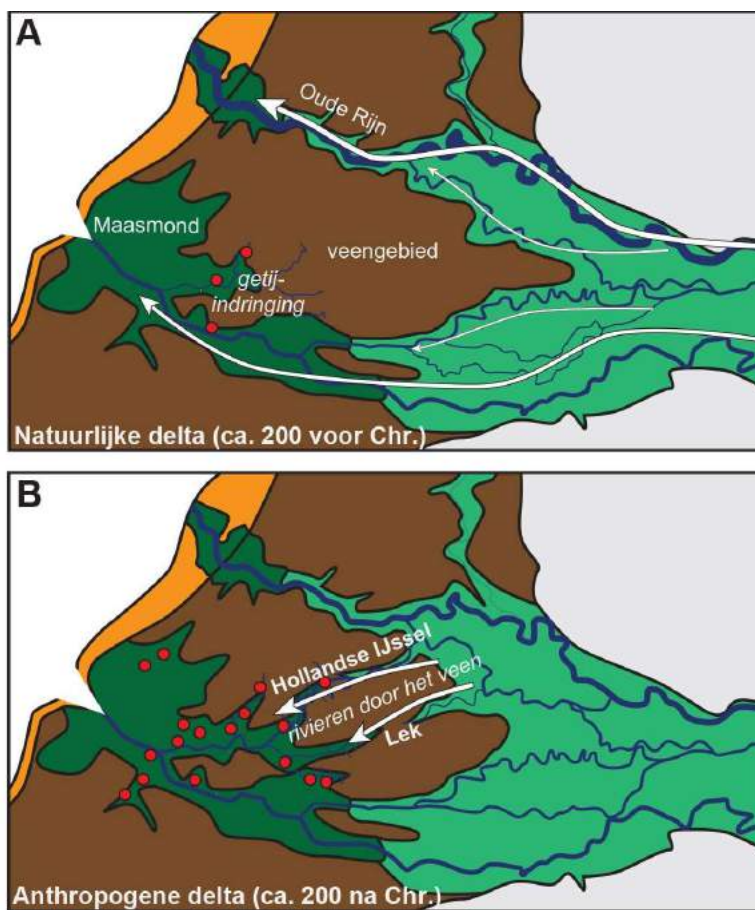 A
Oude Rijn
Maasmond
veengebied
getij-
indringing
Natuurlijke delta (ca. 200 voor Chr.)
B
Hollandse IJssel
rivieren door het veen
Lek
Anthropogene delta (ca. 200 na Chr.)